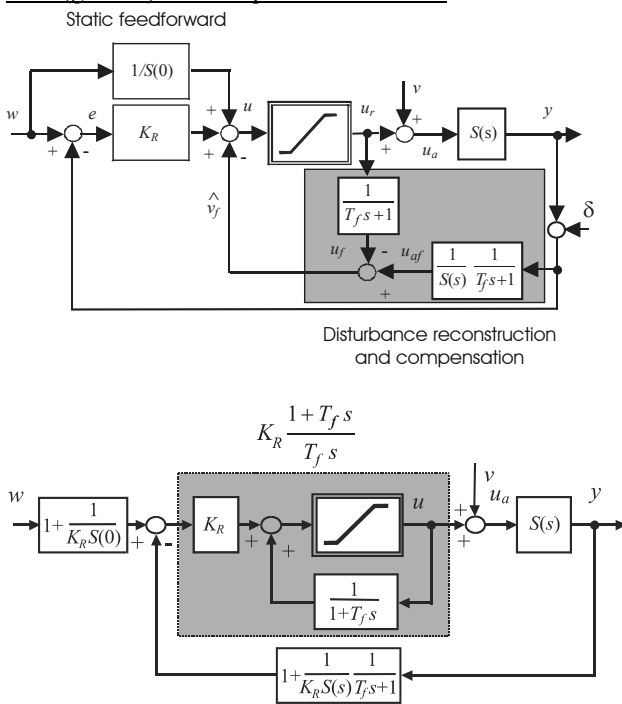 Static feedforward
1/S(0)
v
w
e
K_R
+
u
u_r
+
y
+
-
+
-
+
u_a
S(s)
v̂_f
1/(T_f s+1)
δ
u_f
-
u_af
1/S(s) 1/(T_f s+1)
+
Disturbance reconstruction
and compensation
K_R (1+T_f s)/(T_f s)
w
v
1+ 1/(K_R S(0))
+
-
K_R
+
+
u
+
+
u_a
S(s)
y
1/(1+T_f s)
1+ 1/(K_R S(s)) 1/(T_f s+1)